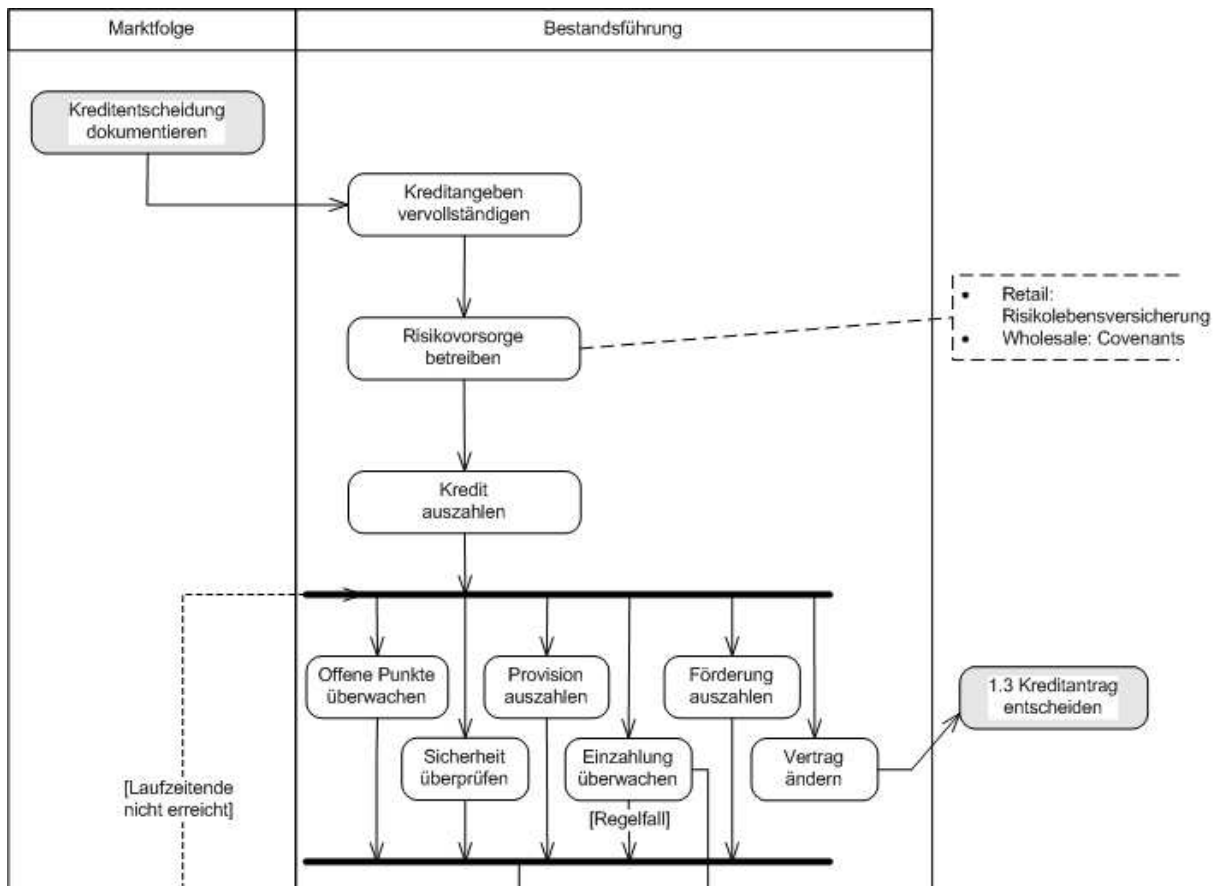 Marktfolge
Bestandsführung
Kreditentscheidung
dokumentieren
Kreditangeben
vervollständigen
Risikovorsorge
betreiben
• Retail:
Risikolebensversicherung
• Wholesale: Covenants
Kredit
auszahlen
Offene Punkte
überwachen
Provision
auszahlen
Förderung
auszahlen
1.3 Kreditantrag
entscheiden
Sicherheit
überprüfen
Einzahlung
überwachen
Vertrag
ändern
[Laufzeitende
nicht erreicht]
[Regelfall]